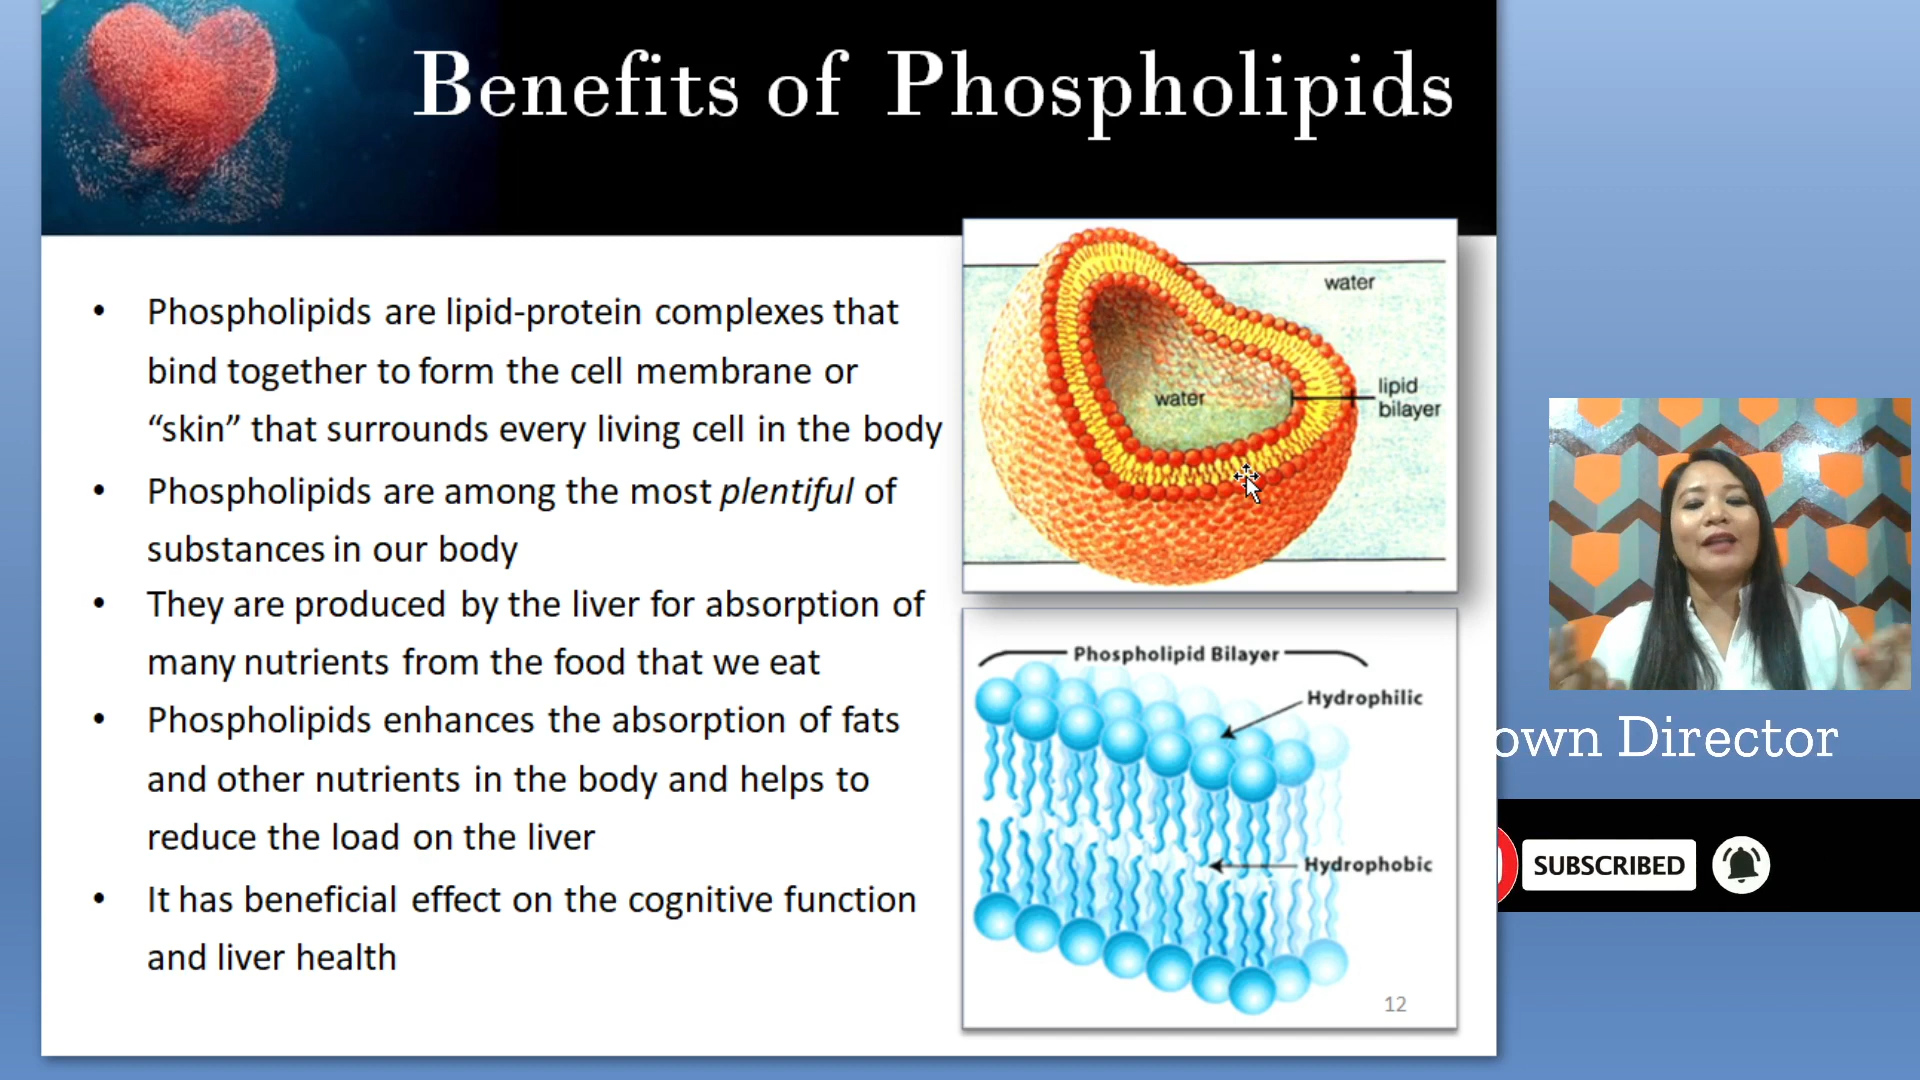 Benefits of Phospholipids
• Phospholipids are lipid-protein complexes that
bind together to form the cell membrane or
“skin” that surrounds every living cell in the body
• Phospholipids are among the most plentiful of
substances in our body
• They are produced by the liver for absorption of
many nutrients from the food that we eat
• Phospholipids enhances the absorption of fats
and other nutrients in the body and helps to
reduce the load on the liver
• It has beneficial effect on the cognitive function
and liver health
water
water
lipid
bilayer
Phospholipid Bilayer
Hydrophilic
Hydrophobic
12
own Director
SUBSCRIBED